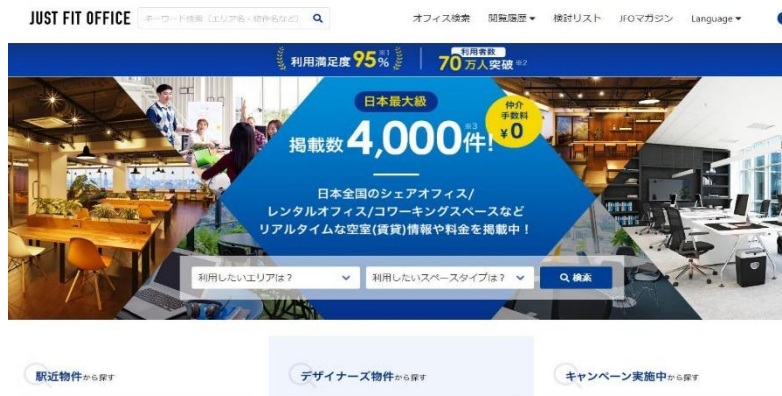 JUST FIT OFFICE
キーワード検索（エリア名・物件名など）
オフィス検索 閲覧履歴▼ 検討リスト JFOマガジン Language▼
利用満足度95%※1
利用者数
70万人突破※2
日本最大級
仲介
手数料
¥0
掲載数4,000件!※3
日本全国のシェアオフィス/
レンタルオフィス/コワーキングスペースなど
リアルタイムな空室(賃貸)情報や料金を掲載中！
利用したいエリアは？ 利用したいスペースタイプは？ 検索
駅近物件から探す デザイナーズ物件から探す キャンペーン実施中から探す